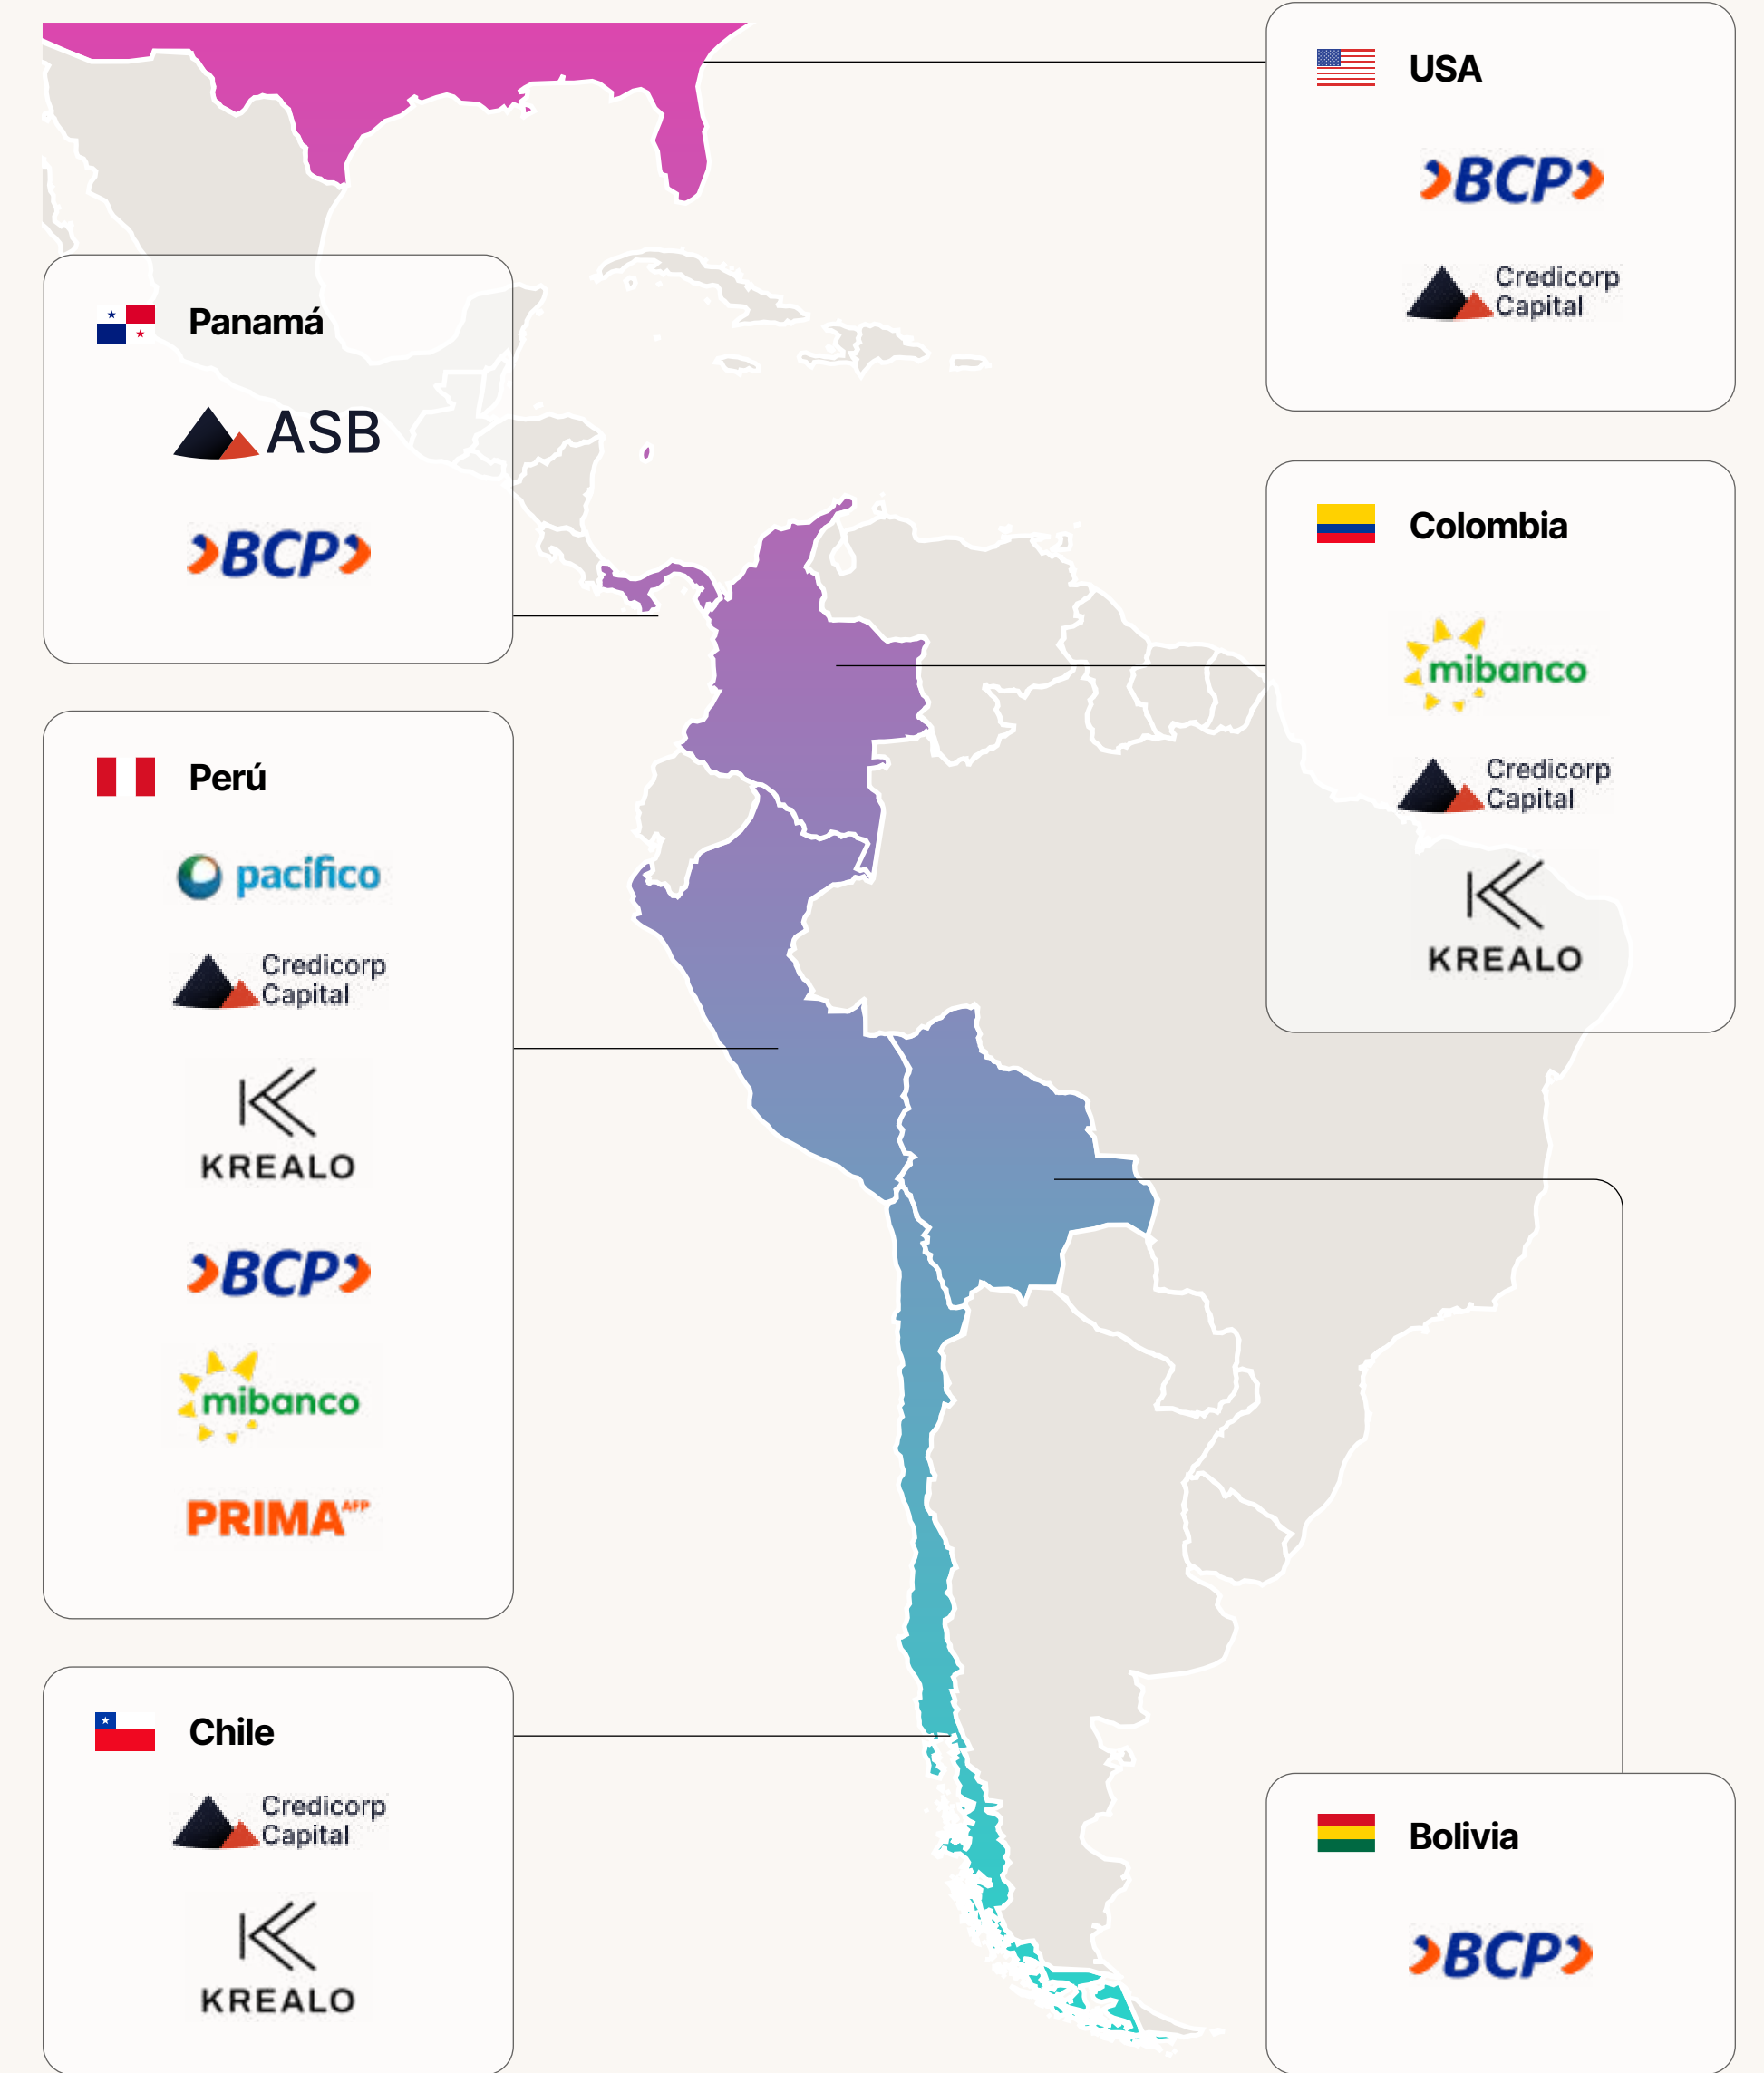 USA
BCP
Credicorp
Capital
Panamá
ASB
BCP
Colombia
mibanco
Credicorp
Capital
KREALO
Perú
pacífico
Credicorp
Capital
KREALO
BCP
mibanco
PRIMA AFP
Chile
Credicorp
Capital
KREALO
Bolivia
BCP